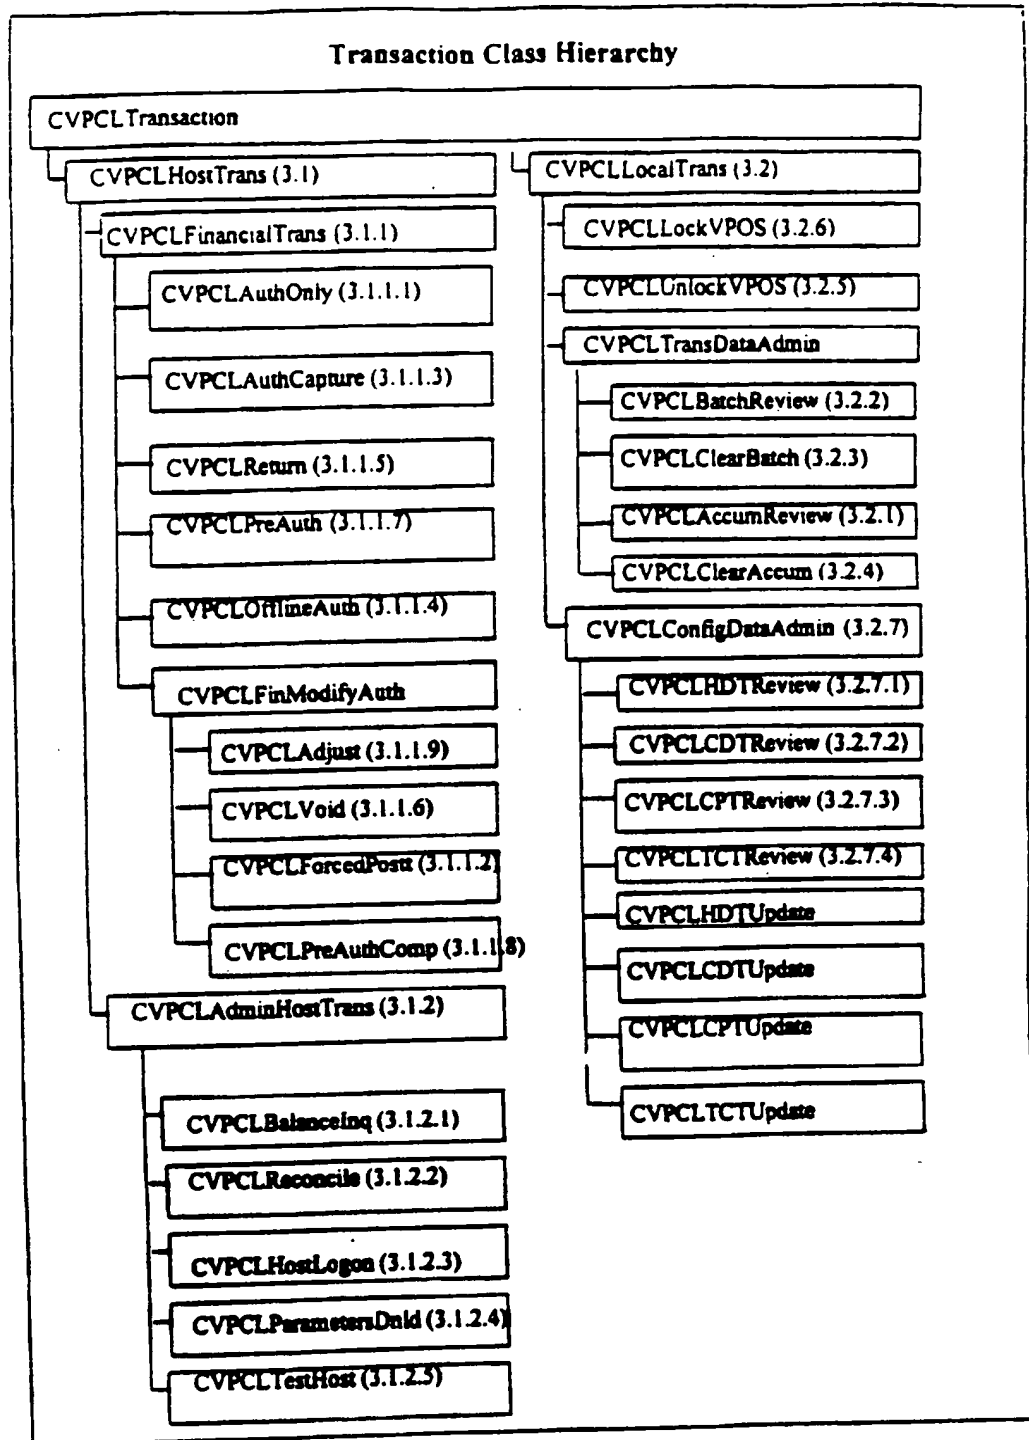 Transaction Class Hierarchy
CVPCLTransaction
CVPCLHostTrans (3.1)
CVPCLFinancialTrans (3.1.1)
CVPCLAuthOnly (3.1.1.1)
CVPCLAuthCapture (3.1.1.3)
CVPCLReturn (3.1.1.5)
CVPCLPreAuth (3.1.1.7)
CVPCLOfflineAuth (3.1.1.4)
CVPCLFinModifyAuth
CVPCLAdjust (3.1.1.9)
CVPCLVoid (3.1.1.6)
CVPCLForcedPostt (3.1.1.2)
CVPCLPreAuthComp (3.1.1.8)
CVPCLAdminHostTrans (3.1.2)
CVPCLBalanceInq (3.1.2.1)
CVPCLReconcile (3.1.2.2)
CVPCLHostLogon (3.1.2.3)
CVPCLParametersDnld (3.1.2.4)
CVPCLTestHost (3.1.2.5)
CVPCLLocalTrans (3.2)
CVPCLLockVPOS (3.2.6)
CVPCLUnlockVPOS (3.2.5)
CVPCLTransDataAdmin
CVPCLBatchReview (3.2.2)
CVPCLClearBatch (3.2.3)
CVPCLAccumReview (3.2.1)
CVPCLClearAccum (3.2.4)
CVPCLConfigDataAdmin (3.2.7)
CVPCLHDTReview (3.2.7.1)
CVPCLCDTReview (3.2.7.2)
CVPCLCPTReview (3.2.7.3)
CVPCLTCTReview (3.2.7.4)
CVPCLHDTUpdate
CVPCLCDTUpdate
CVPCLCPTUpdate
CVPCLTCTUpdate